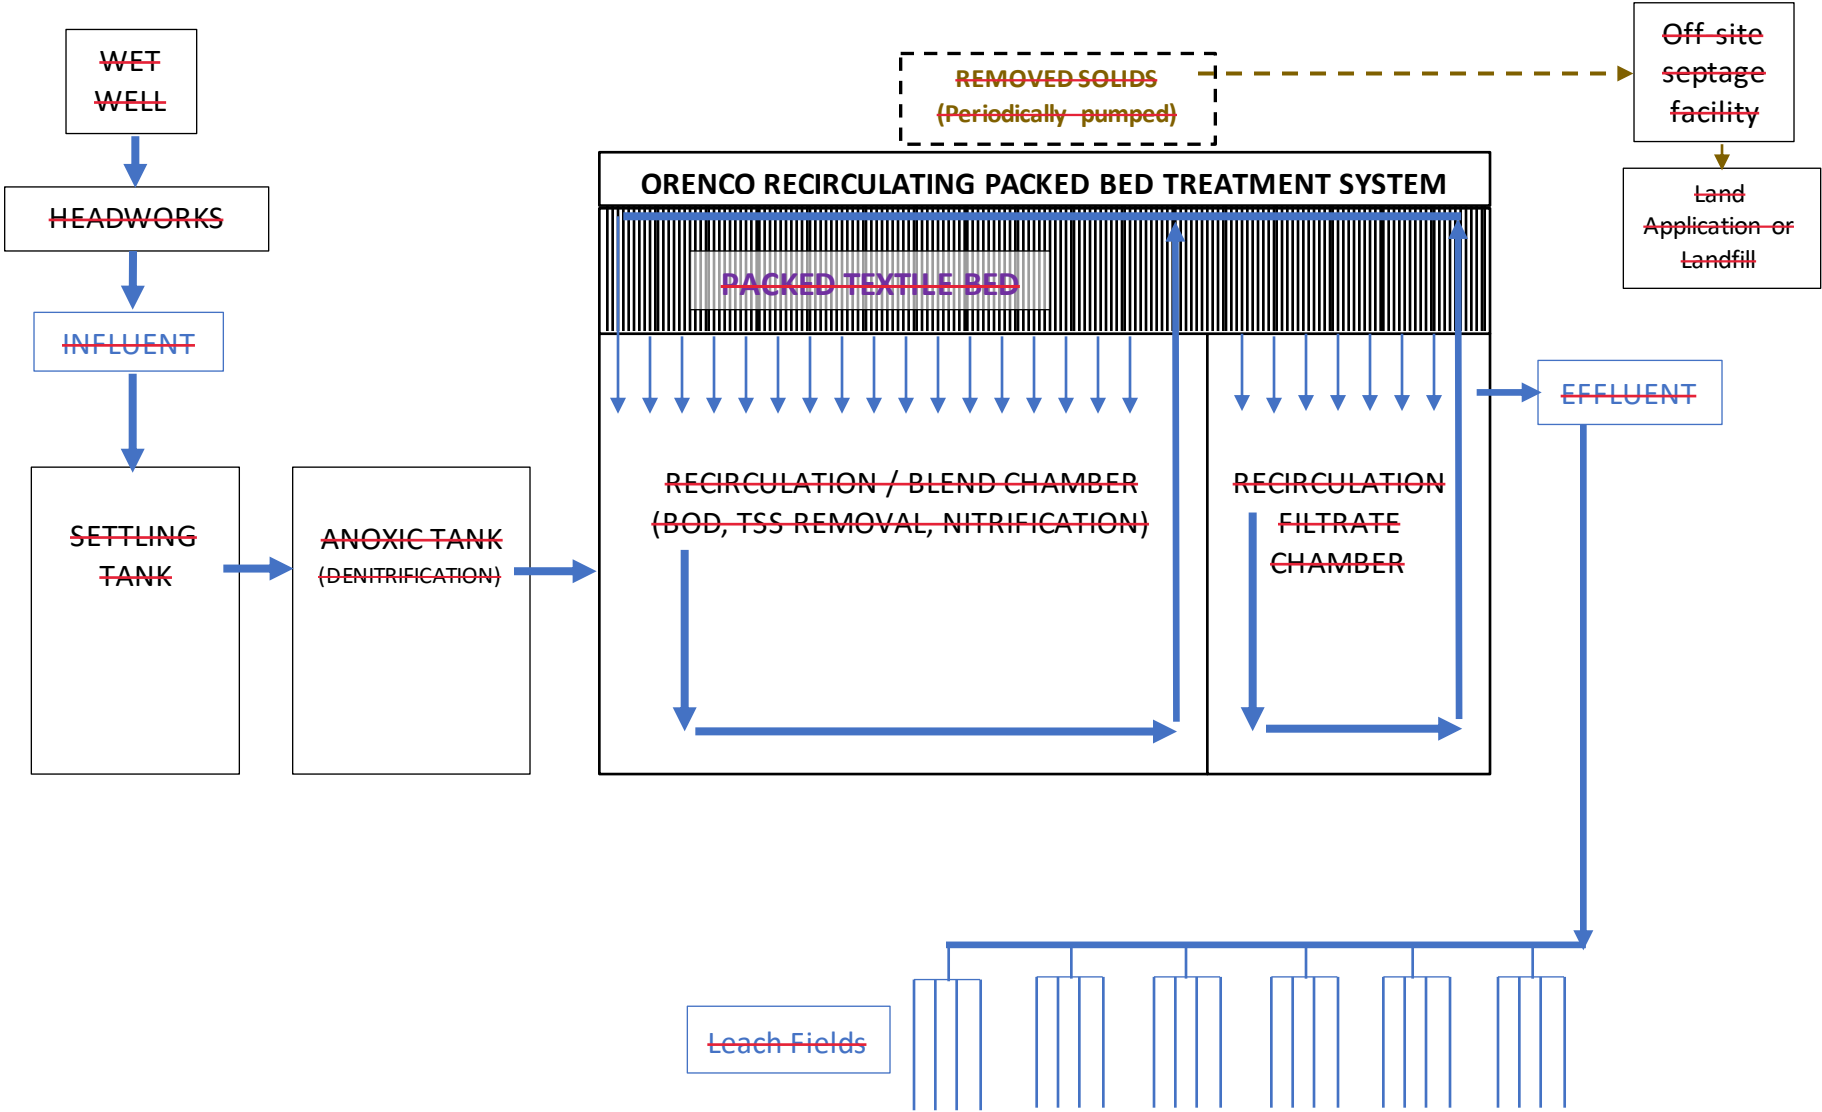 WET
WELL
HEADWORKS
INFLUENT
SETTLING
TANK
ANOXIC TANK
(DENITRIFICATION)
REMOVED SOLIDS
(Periodically pumped)
Off-site
septage
facility
Land
Application or
Landfill
ORENCO RECIRCULATING PACKED BED TREATMENT SYSTEM
PACKED TEXTILE BED
RECIRCULATION / BLEND CHAMBER
(BOD, TSS REMOVAL, NITRIFICATION)
RECIRCULATION
FILTRATE
CHAMBER
EFFLUENT
Leach Fields